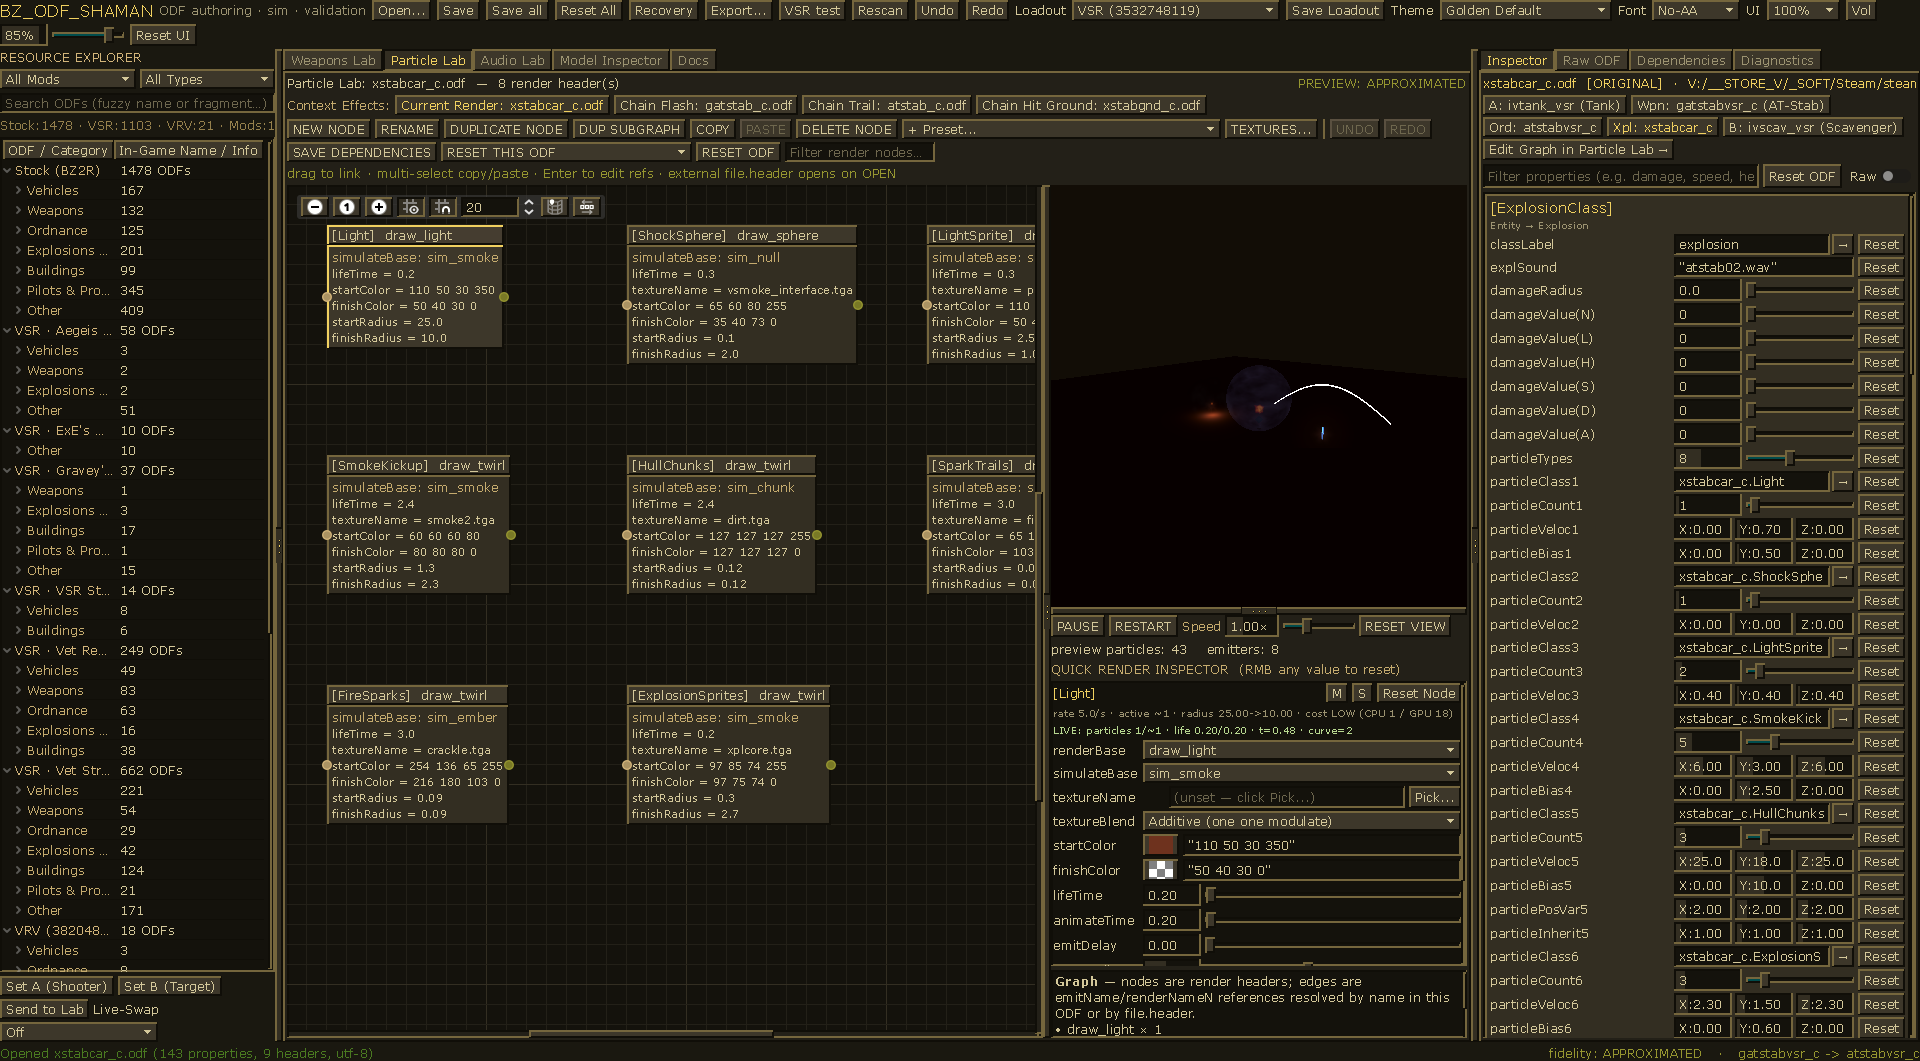 BZ_ODF_SHAMAN ODF authoring · sim · validation Open... Save Save all Reset All Recovery Export... VSR test Rescan Undo Redo Loadout VSR (3532748119) Save Loadout Theme Golden Default Font No-AA UI 100% Vol
85% Reset UI
RESOURCE EXPLORER
All Mods All Types
Search ODFs (fuzzy name or fragment...)
Stock:1478 · VSR:1103 · VRV:21 · Mods:1
ODF / Category In-Game Name / Info
Stock (BZ2R) 1478 ODFs
Vehicles 167
Weapons 132
Ordnance 125
Explosions ... 201
Buildings 99
Pilots & Pro... 345
Other 409
VSR · Aegeis ... 58 ODFs
Vehicles 3
Weapons 2
Explosions ... 2
Other 51
VSR · ExE's ... 10 ODFs
Other 10
VSR · Gravey'... 37 ODFs
Weapons 1
Explosions ... 3
Buildings 17
Pilots & Pro... 1
Other 15
VSR · VSR St... 14 ODFs
Vehicles 8
Buildings 6
VSR · Vet Re... 249 ODFs
Vehicles 49
Weapons 83
Ordnance 63
Explosions ... 16
Buildings 38
VSR · Vet Str... 662 ODFs
Vehicles 221
Weapons 54
Ordnance 29
Explosions ... 42
Buildings 124
Pilots & Pro... 21
Other 171
VRV (382048... 18 ODFs
Vehicles 3
Set A (Shooter) Set B (Target)
Send to Lab Live-Swap
Off
Weapons Lab Particle Lab Audio Lab Model Inspector Docs
Particle Lab: xstabcar_c.odf — 8 render header(s) PREVIEW: APPROXIMATED
Context Effects: Current Render: xstabcar_c.odf Chain Flash: gatstab_c.odf Chain Trail: atstab_c.odf Chain Hit Ground: xstabgnd_c.odf
NEW NODE RENAME DUPLICATE NODE DUP SUBGRAPH COPY PASTE DELETE NODE + Preset... TEXTURES... UNDO REDO
SAVE DEPENDENCIES RESET THIS ODF RESET ODF Filter render nodes...
drag to link · multi-select copy/paste · Enter to edit refs · external file.header opens on OPEN
20
[Light] draw_light
simulateBase: sim_smoke
lifeTime = 0.2
startColor = 110 50 30 350
finishColor = 50 40 30 0
startRadius = 25.0
finishRadius = 10.0
[ShockSphere] draw_sphere
simulateBase: sim_null
lifeTime = 0.3
textureName = vsmoke_interface.tga
startColor = 65 60 80 255
finishColor = 35 40 73 0
startRadius = 0.1
finishRadius = 2.0
[LightSprite] dr
simulateBase: s
lifeTime = 0.3
textureName = p
startColor = 110
finishColor = 50 4
startRadius = 2.5
finishRadius = 1.0
[SmokeKickup] draw_twirl
simulateBase: sim_smoke
lifeTime = 2.4
textureName = smoke2.tga
startColor = 60 60 60 80
finishColor = 80 80 80 0
startRadius = 1.3
finishRadius = 2.3
[HullChunks] draw_twirl
simulateBase: sim_chunk
lifeTime = 2.4
textureName = dirt.tga
startColor = 127 127 127 255
finishColor = 127 127 127 0
startRadius = 0.12
finishRadius = 0.12
[SparkTrails] dr
simulateBase: s
lifeTime = 3.0
textureName = fi
startColor = 65 1
finishColor = 103
startRadius = 0.0
finishRadius = 0.
[FireSparks] draw_twirl
simulateBase: sim_ember
lifeTime = 3.0
textureName = crackle.tga
startColor = 254 136 65 255
finishColor = 216 180 103 0
startRadius = 0.09
finishRadius = 0.09
[ExplosionSprites] draw_twirl
simulateBase: sim_smoke
lifeTime = 0.2
textureName = xplcore.tga
startColor = 97 85 74 255
finishColor = 97 75 74 0
startRadius = 0.3
finishRadius = 2.7
PAUSE RESTART Speed 1.00× RESET VIEW
preview particles: 43 emitters: 8
QUICK RENDER INSPECTOR (RMB any value to reset)
[Light] M S Reset Node
rate 5.0/s · active ~1 · radius 25.00->10.00 · cost LOW (CPU 1 / GPU 18)
LIVE: particles 1/~1 · life 0.20/0.20 · t=0.48 · curve=2
renderBase draw_light
simulateBase sim_smoke
textureName (unset — click Pick...) Pick...
textureBlend Additive (one one modulate)
startColor "110 50 30 350"
finishColor "50 40 30 0"
lifeTime 0.20
animateTime 0.20
emitDelay 0.00
Graph — nodes are render headers; edges are
emitName/renderNameN references resolved by name in this
ODF or by file.header.
• draw_light × 1
Inspector Raw ODF Dependencies Diagnostics
xstabcar_c.odf [ORIGINAL] · V:/__STORE_V/_SOFT/Steam/stean
A: ivtank_vsr (Tank) Wpn: gatstabvsr_c (AT-Stab)
Ord: atstabvsr_c Xpl: xstabcar_c B: ivscav_vsr (Scavenger)
Edit Graph in Particle Lab →
Filter properties (e.g. damage, speed, he Reset ODF Raw
[ExplosionClass]
Entity → Explosion
classLabel explosion → Reset
explSound "atstab02.wav" Reset
damageRadius 0.0 Reset
damageValue(N) 0 Reset
damageValue(L) 0 Reset
damageValue(H) 0 Reset
damageValue(S) 0 Reset
damageValue(D) 0 Reset
damageValue(A) 0 Reset
particleTypes 8 Reset
particleClass1 xstabcar_c.Light → Reset
particleCount1 1 Reset
particleVeloc1 X:0.00 Y:0.70 Z:0.00 Reset
particleBias1 X:0.00 Y:0.50 Z:0.00 Reset
particleClass2 xstabcar_c.ShockSphe → Reset
particleCount2 1 Reset
particleVeloc2 X:0.00 Y:0.00 Z:0.00 Reset
particleClass3 xstabcar_c.LightSprite → Reset
particleCount3 2 Reset
particleVeloc3 X:0.40 Y:0.40 Z:0.40 Reset
particleClass4 xstabcar_c.SmokeKick → Reset
particleCount4 5 Reset
particleVeloc4 X:6.00 Y:3.00 Z:6.00 Reset
particleBias4 X:0.00 Y:2.50 Z:0.00 Reset
particleClass5 xstabcar_c.HullChunks → Reset
particleCount5 3 Reset
particleVeloc5 X:25.0 Y:18.0 Z:25.0 Reset
particleBias5 X:0.00 Y:10.0 Z:0.00 Reset
particlePosVar5 X:2.00 Y:2.00 Z:2.00 Reset
particleInherit5 X:1.00 Y:1.00 Z:1.00 Reset
particleClass6 xstabcar_c.ExplosionS → Reset
particleCount6 3 Reset
particleVeloc6 X:2.30 Y:1.50 Z:2.30 Reset
particleBias6 X:0.00 Y:0.60 Z:0.00 Reset
Opened xstabcar_c.odf (143 properties, 9 headers, utf-8) fidelity: APPROXIMATED · gatstabvsr_c -> atstabvsr_c